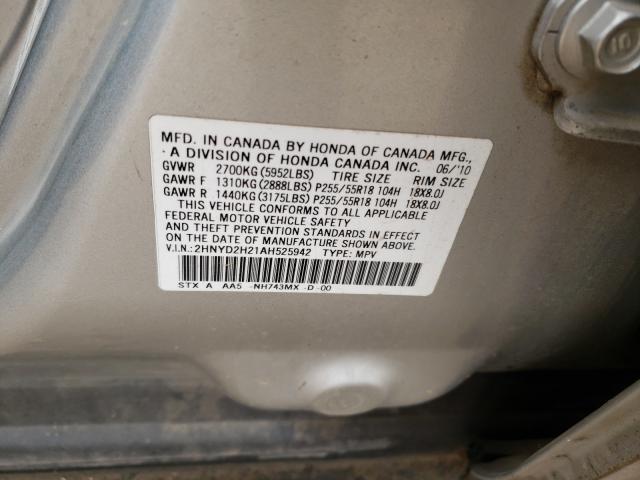 MFD. IN CANADA BY HONDA OF CANADA MFG.,
A DIVISION OF HONDA CANADA INC. 06/'10
GVWR 2700KG(5952LBS) TIRE SIZE RIM SIZE
GAWR F 1310KG(2888LBS) P255/55R18 104H 18X8.0J
GAWR R 1440KG(3175LBS) P255/55R18 104H 18X8.0J
THIS VEHICLE CONFORMS TO ALL APPLICABLE
FEDERAL MOTOR VEHICLE SAFETY
AND THEFT PREVENTION STANDARDS IN EFFECT ON THE
DATE OF MANUFACTURE SHOWN ABOVE.
V.I.N.: 2HNYD2H21AH525942 TYPE: MPV
STX A AA5 -NH743MX -D -00
10